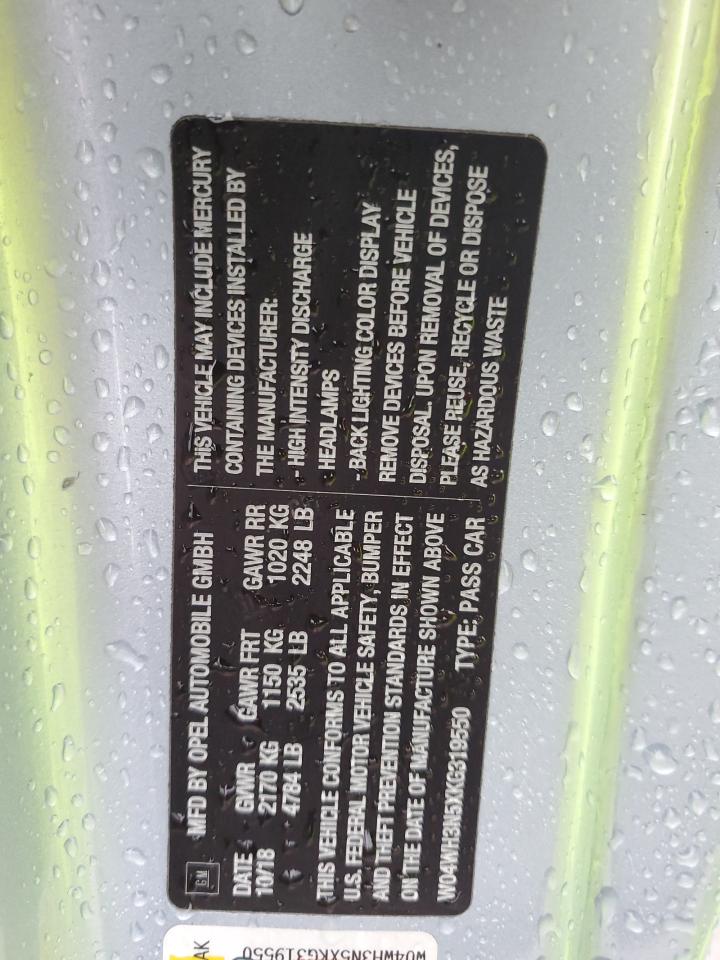 GM
MFD BY OPEL AUTOMOBILE GMBH
DATE GVWR GAWR FRT GAWR RR
10/18 2170 KG 1150 KG 1020 KG
4784 LB 2535 LB 2248 LB
THIS VEHICLE CONFORMS TO ALL APPLICABLE
U.S. FEDERAL MOTOR VEHICLE SAFETY, BUMPER
AND THEFT PREVENTION STANDARDS IN EFFECT
ON THE DATE OF MANUFACTURE SHOWN ABOVE
W04WH3N5XKG319550 TYPE: PASS CAR
THIS VEHICLE MAY INCLUDE MERCURY
CONTAINING DEVICES INSTALLED BY
THE MANUFACTURER:
- HIGH INTENSITY DISCHARGE
HEADLAMPS
- BACK LIGHTING COLOR DISPLAY
REMOVE DEVICES BEFORE VEHICLE
DISPOSAL. UPON REMOVAL OF DEVICES,
PLEASE REUSE, RECYCLE OR DISPOSE
AS HAZARDOUS WASTE
AK
W04WH3N5XKG319550